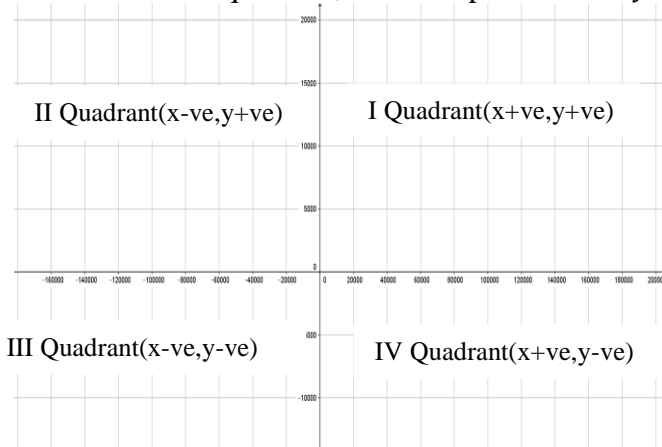 20000
15000
II Quadrant(x-ve,y+ve)
I Quadrant(x+ve,y+ve)
10000
5000
0
-160000 -140000 -120000 -100000 -80000 -60000 -40000 -20000 0 20000 40000 60000 80000 100000 120000 140000 160000 180000
III Quadrant(x-ve,y-ve)
IV Quadrant(x+ve,y-ve)
-10000